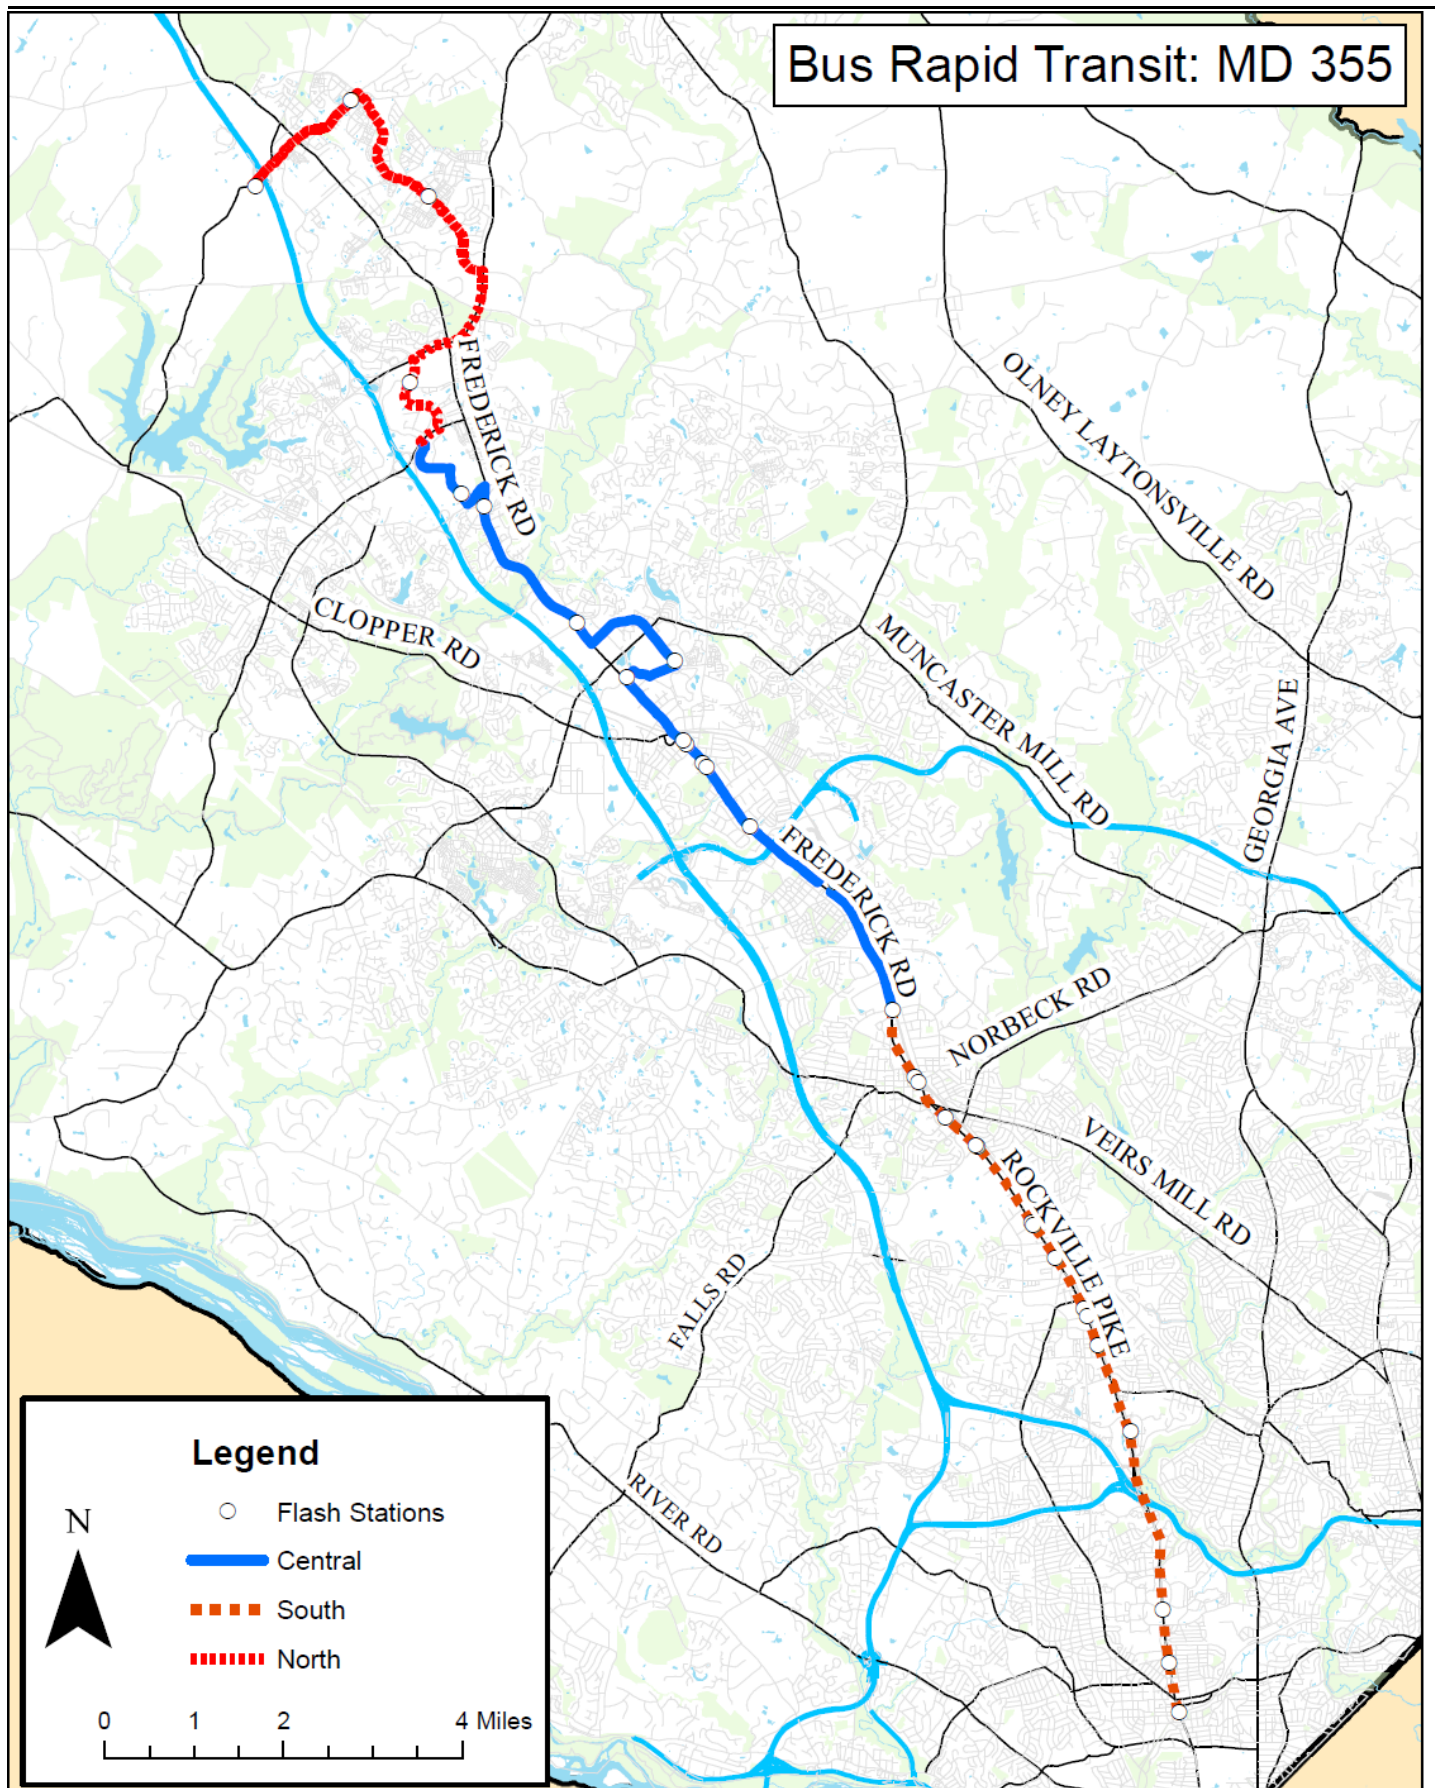 Bus Rapid Transit: MD 355
FREDERICK RD
OLNEY LAYTONSVILLE RD
CLOPPER RD
MUNCASTER MILL RD
GEORGIA AVE
FREDERICK RD
NORBECK RD
VEIRS MILL RD
ROCKVILLE PIKE
FALLS RD
RIVER RD
Legend
N
Flash Stations
Central
South
North
0 1 2 4 Miles